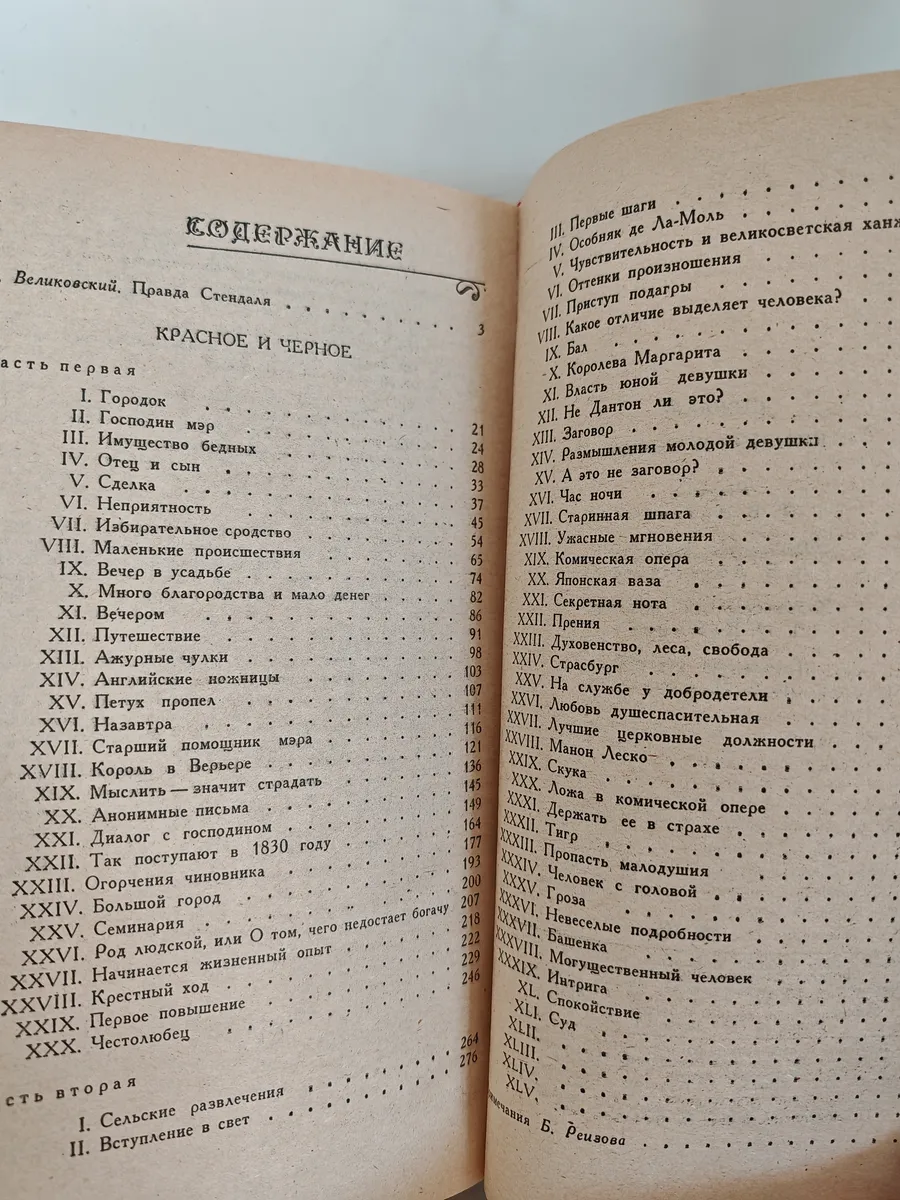 СОДЕРЖАНИЕ
. Великовский. Правда Стендаля . . . . . . . . . . 3
КРАСНОЕ И ЧЕРНОЕ
асть первая
I. Городок . . . . . . . . . . 21
II. Господин мэр . . . . . . . . . . 24
III. Имущество бедных . . . . . . . . . . 28
IV. Отец и сын . . . . . . . . . . 33
V. Сделка . . . . . . . . . . 37
VI. Неприятность . . . . . . . . . . 45
VII. Избирательное сродство . . . . . . . . . . 54
VIII. Маленькие происшествия . . . . . . . . . . 65
IX. Вечер в усадьбе . . . . . . . . . . 74
X. Много благородства и мало денег . . . . . 82
XI. Вечером . . . . . . . . . . 86
XII. Путешествие . . . . . . . . . . 91
XIII. Ажурные чулки . . . . . . . . . . 98
XIV. Английские ножницы . . . . . . . . . . 103
XV. Петух пропел . . . . . . . . . . 107
XVI. Назавтра . . . . . . . . . . 111
XVII. Старший помощник мэра . . . . . . . . 116
XVIII. Король в Верьере . . . . . . . . . . 121
XIX. Мыслить — значит страдать . . . . . . . 136
XX. Анонимные письма . . . . . . . . . . 145
XXI. Диалог с господином . . . . . . . . . . 149
XXII. Так поступают в 1830 году . . . . . . . 164
XXIII. Огорчения чиновника . . . . . . . . . . 177
XXIV. Большой город . . . . . . . . . . 193
XXV. Семинария . . . . . . . . . . 200
XXVI. Род людской, или О том, чего недостает богачу 207
XXVII. Начинается жизненный опыт . . . . . . 218
XXVIII. Крестный ход . . . . . . . . . . 222
XXIX. Первое повышение . . . . . . . . . . 229
XXX. Честолюбец . . . . . . . . . . 246
сть вторая
I. Сельские развлечения . . . . . . . . 264
II. Вступление в свет . . . . . . . . . . 276
III. Первые шаги . . . . . . . . . .
IV. Особняк де Ла-Моль . . . . . . . .
V. Чувствительность и великосветская ханж
VI. Оттенки произношения . . . . . . .
VII. Приступ подагры . . . . . . . . .
VIII. Какое отличие выделяет человека? . .
IX. Бал . . . . . . . . . .
X. Королева Маргарита . . . . . . . .
XI. Власть юной девушки . . . . . . .
XII. Не Дантон ли это? . . . . . . . .
XIII. Заговор . . . . . . . . . .
XIV. Размышления молодой девушки . . . .
XV. А это не заговор? . . . . . . . .
XVI. Час ночи . . . . . . . . . .
XVII. Старинная шпага . . . . . . . . .
XVIII. Ужасные мгновения . . . . . . . .
XIX. Комическая опера . . . . . . . . .
XX. Японская ваза . . . . . . . . . .
XXI. Секретная нота . . . . . . . . . .
XXII. Прения . . . . . . . . . .
XXIII. Духовенство, леса, свобода . . . . .
XXIV. Страсбург . . . . . . . . . .
XXV. На службе у добродетели . . . . . .
XXVI. Любовь душеспасительная . . . . . .
XXVII. Лучшие церковные должности . . . .
XXVIII. Манон Леско . . . . . . . . .
XXIX. Скука . . . . . . . . . .
XXX. Ложа в комической опере . . . . . .
XXXI. Держать ее в страхе . . . . . . .
XXXII. Тигр . . . . . . . . . .
XXXIII. Пропасть малодушия . . . . . . .
XXXIV. Человек с головой . . . . . . . .
XXXV. Гроза . . . . . . . . . .
XXXVI. Невеселые подробности . . . . . .
XXXVII. Башенка . . . . . . . . . .
XXXVIII. Могущественный человек . . . . .
XXXIX. Интрига . . . . . . . . . .
XL. Спокойствие . . . . . . . . . .
XLI. Суд . . . . . . . . . .
XLII. . . . . . . . . . .
XLIII. . . . . . . . . . .
XLIV. . . . . . . . . . .
XLV. . . . . . . . . . .
имечания Б. Реизова . . . . . . . .